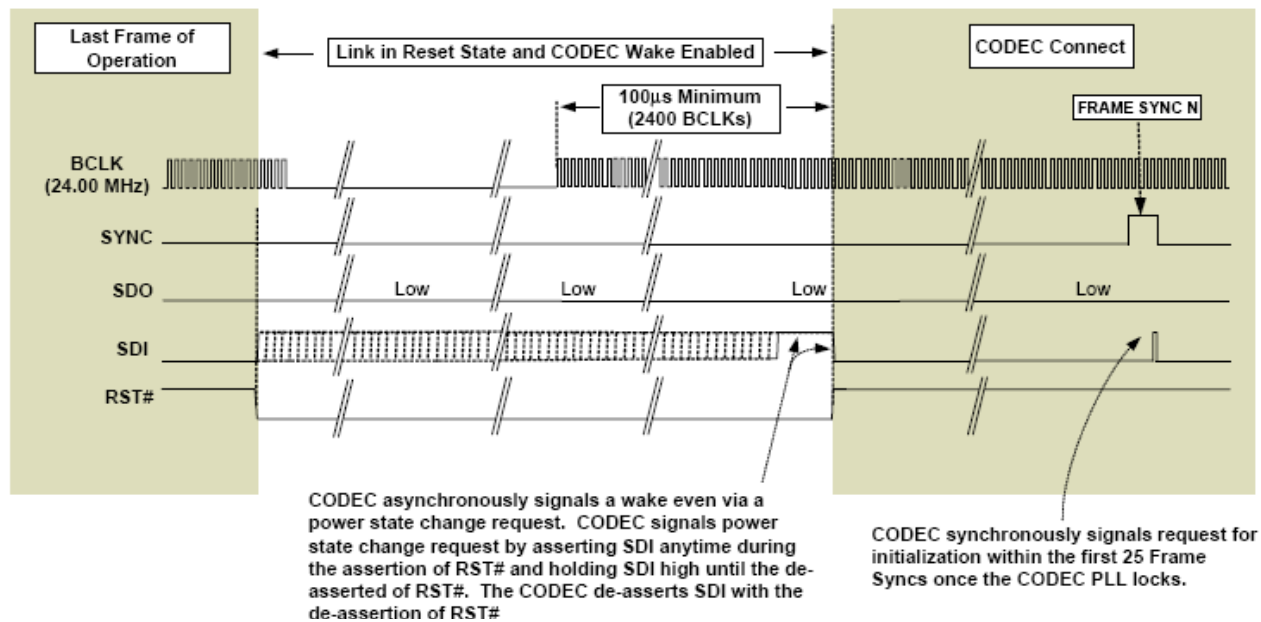 Last Frame of
Operation
Link in Reset State and CODEC Wake Enabled
CODEC Connect
100µs Minimum
(2400 BCLKs)
FRAME SYNC N
BCLK
(24.00 MHz)
SYNC
SDO
Low
Low
Low
Low
SDI
RST#
CODEC asynchronously signals a wake even via a
power state change request. CODEC signals power
state change request by asserting SDI anytime during
the assertion of RST# and holding SDI high until the de-
asserted of RST#. The CODEC de-asserts SDI with the
de-assertion of RST#
CODEC synchronously signals request for
initialization within the first 25 Frame
Syncs once the CODEC PLL locks.